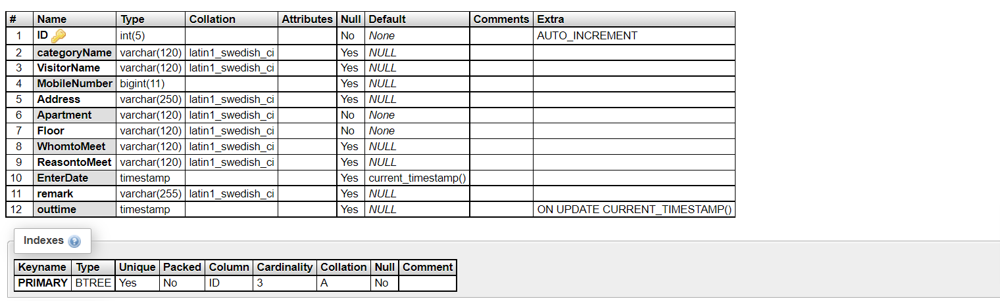 # Name Type Collation Attributes Null Default Comments Extra
1 ID int(5) No None AUTO_INCREMENT
2 categoryName varchar(120) latin1_swedish_ci Yes NULL
3 VisitorName varchar(120) latin1_swedish_ci Yes NULL
4 MobileNumber bigint(11) Yes NULL
5 Address varchar(250) latin1_swedish_ci Yes NULL
6 Apartment varchar(120) latin1_swedish_ci No None
7 Floor varchar(120) latin1_swedish_ci No None
8 WhomtoMeet varchar(120) latin1_swedish_ci Yes NULL
9 ReasontoMeet varchar(120) latin1_swedish_ci Yes NULL
10 EnterDate timestamp Yes current_timestamp()
11 remark varchar(255) latin1_swedish_ci Yes NULL
12 outtime timestamp Yes NULL ON UPDATE CURRENT_TIMESTAMP()
Indexes ?
Keyname Type Unique Packed Column Cardinality Collation Null Comment
PRIMARY BTREE Yes No ID 3 A No